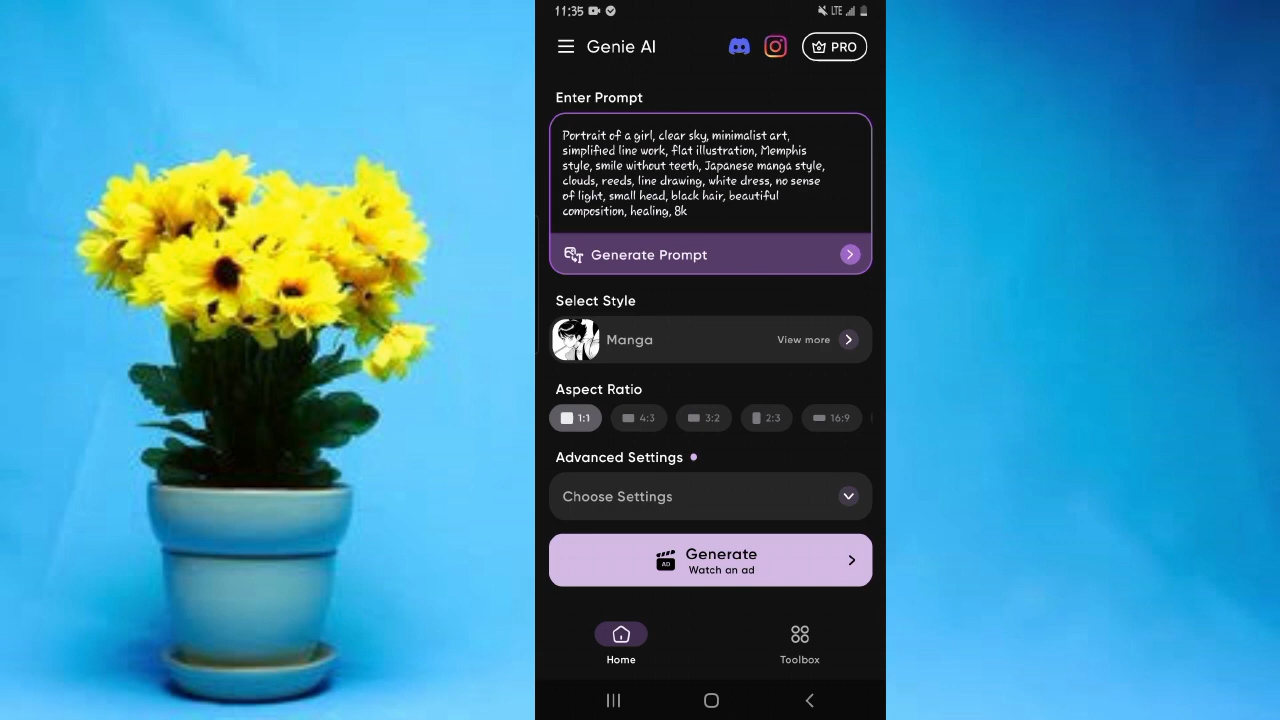 11:35
LTE
Genie AI
PRO
Enter Prompt
Portrait of a girl, clear sky, minimalist art,
simplified line work, flat illustration, Memphis
style, smile without teeth, Japanese manga style,
clouds, reeds, line drawing, white dress, no sense
of light, small head, black hair, beautiful
composition, healing, 8k
Generate Prompt
Select Style
Manga
View more
Aspect Ratio
1:1
4:3
3:2
2:3
16:9
Advanced Settings
Choose Settings
AD
Generate
Watch an ad
Home
Toolbox